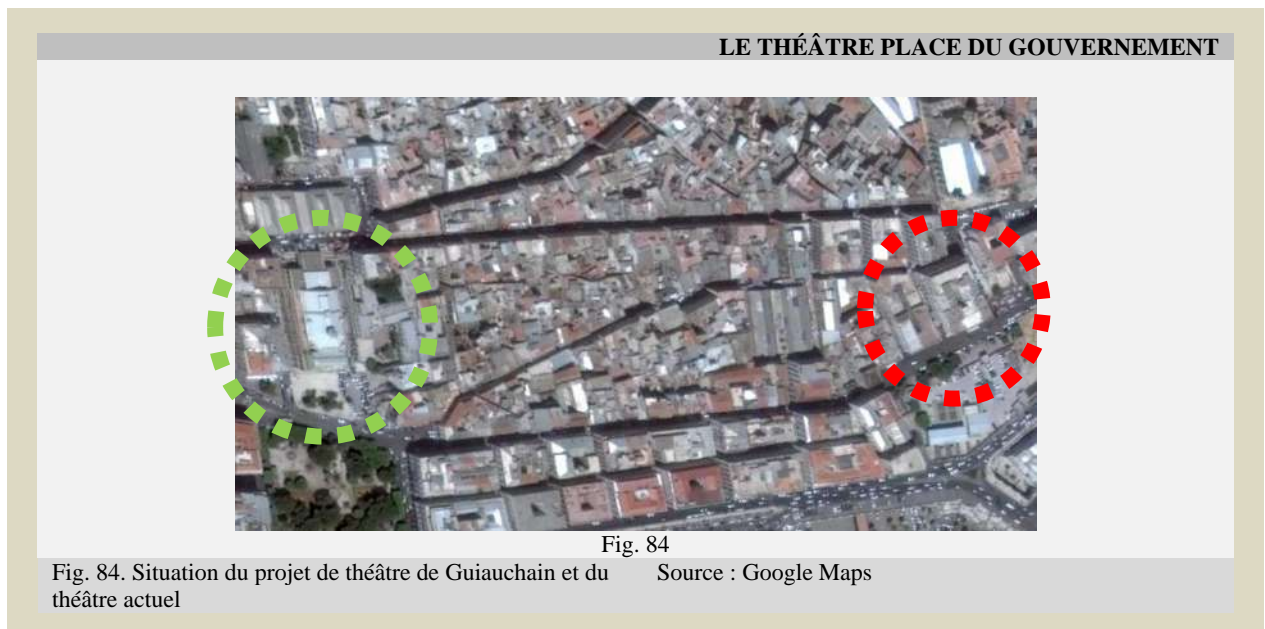 LE THÉÂTRE PLACE DU GOUVERNEMENT
Fig. 84
Fig. 84. Situation du projet de théâtre de Guiauchain et du
théâtre actuel
Source : Google Maps